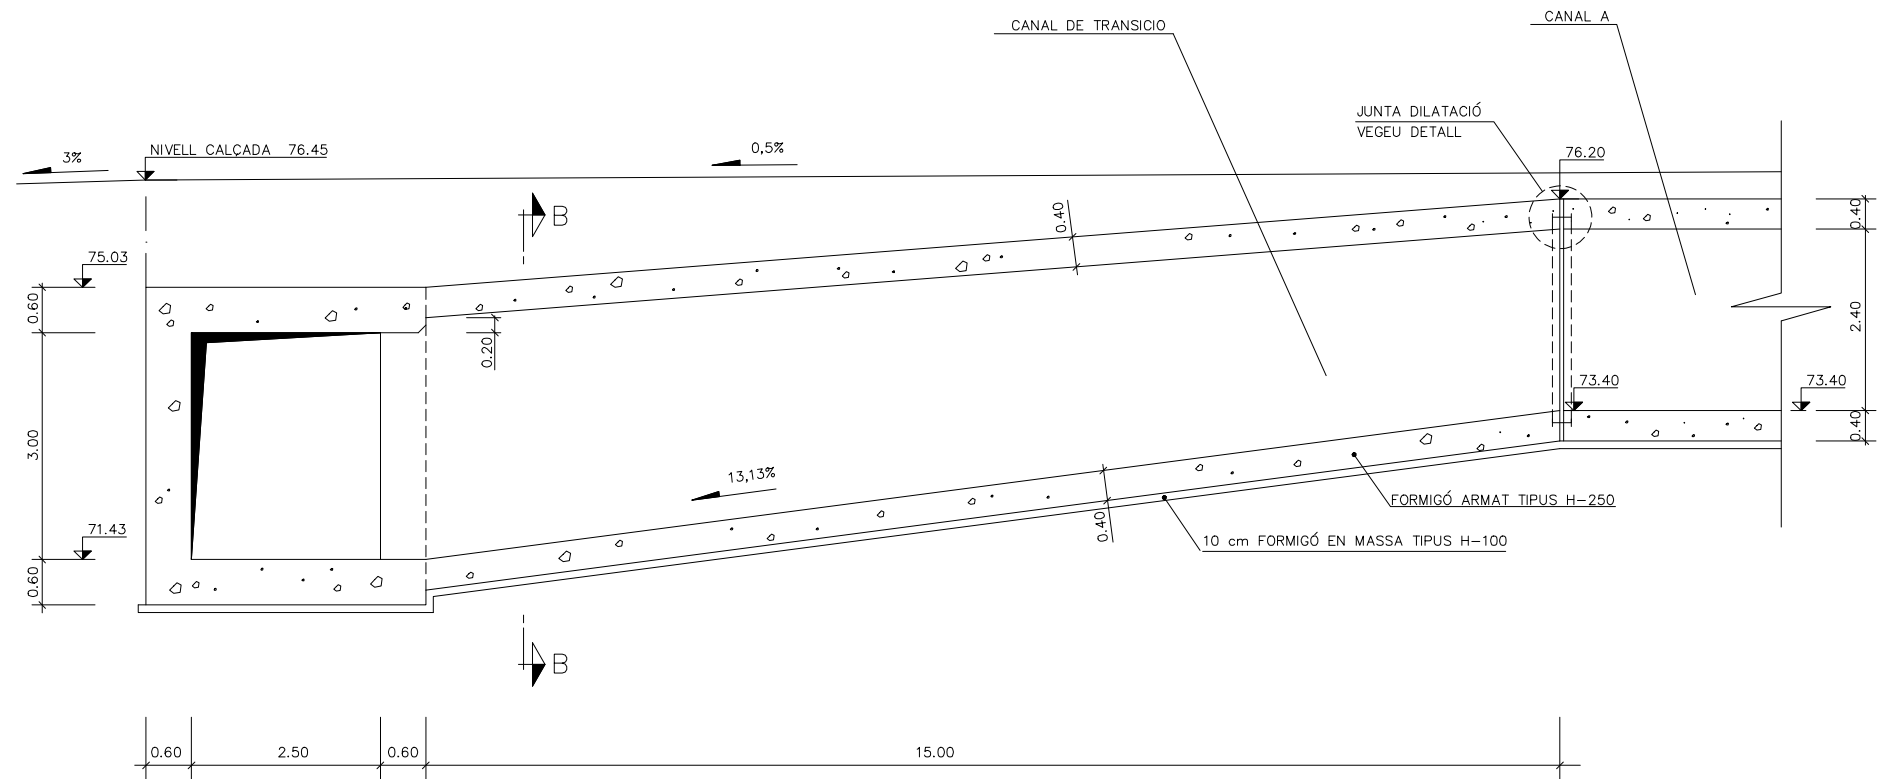 CANAL DE TRANSICIO
CANAL A
JUNTA DILATACIÓ
VEGEU DETALL
3%
NIVELL CALÇADA 76.45
0,5%
76.20
B
0.40
0.40
75.03
0.60
0.20
2.40
73.40
73.40
0.40
3.00
13,13%
71.43
0.40
FORMIGÓ ARMAT TIPUS H-250
10 cm FORMIGÓ EN MASSA TIPUS H-100
0.60
B
0.60
2.50
0.60
15.00